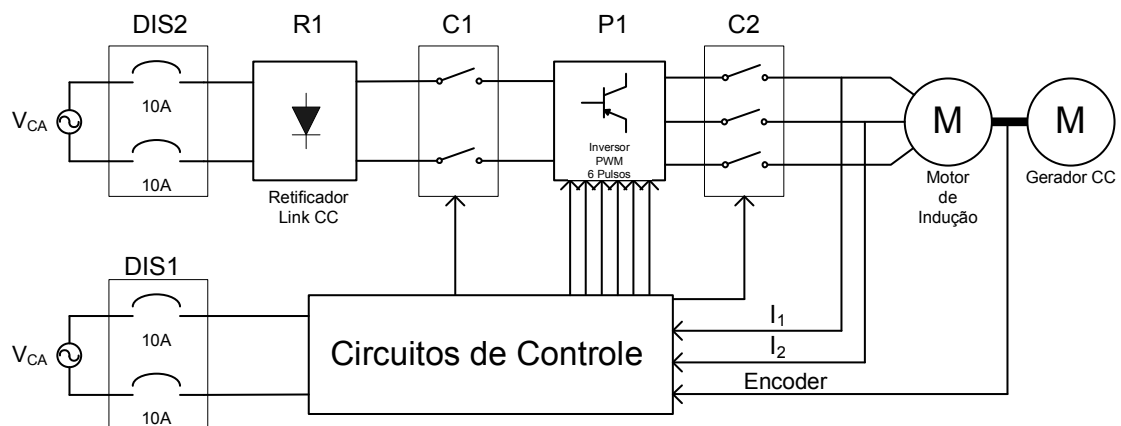 DIS2
R1
C1
P1
C2
10A
10A
V_CA
Retificador
Link CC
Inversor
PWM
6 Pulsos
M
M
Motor
de
Indução
Gerador CC
DIS1
10A
10A
V_CA
Circuitos de Controle
I_1
I_2
Encoder